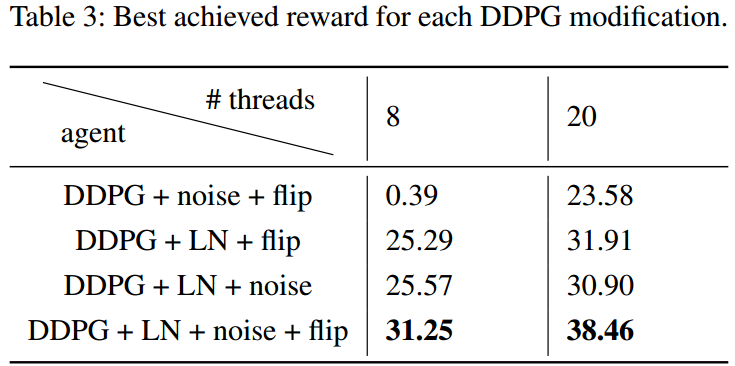 Table 3: Best achieved reward for each DDPG modification.
# threads
agent
8
20
DDPG + noise + flip 0.39 23.58
DDPG + LN + flip 25.29 31.91
DDPG + LN + noise 25.57 30.90
DDPG + LN + noise + flip 31.25 38.46